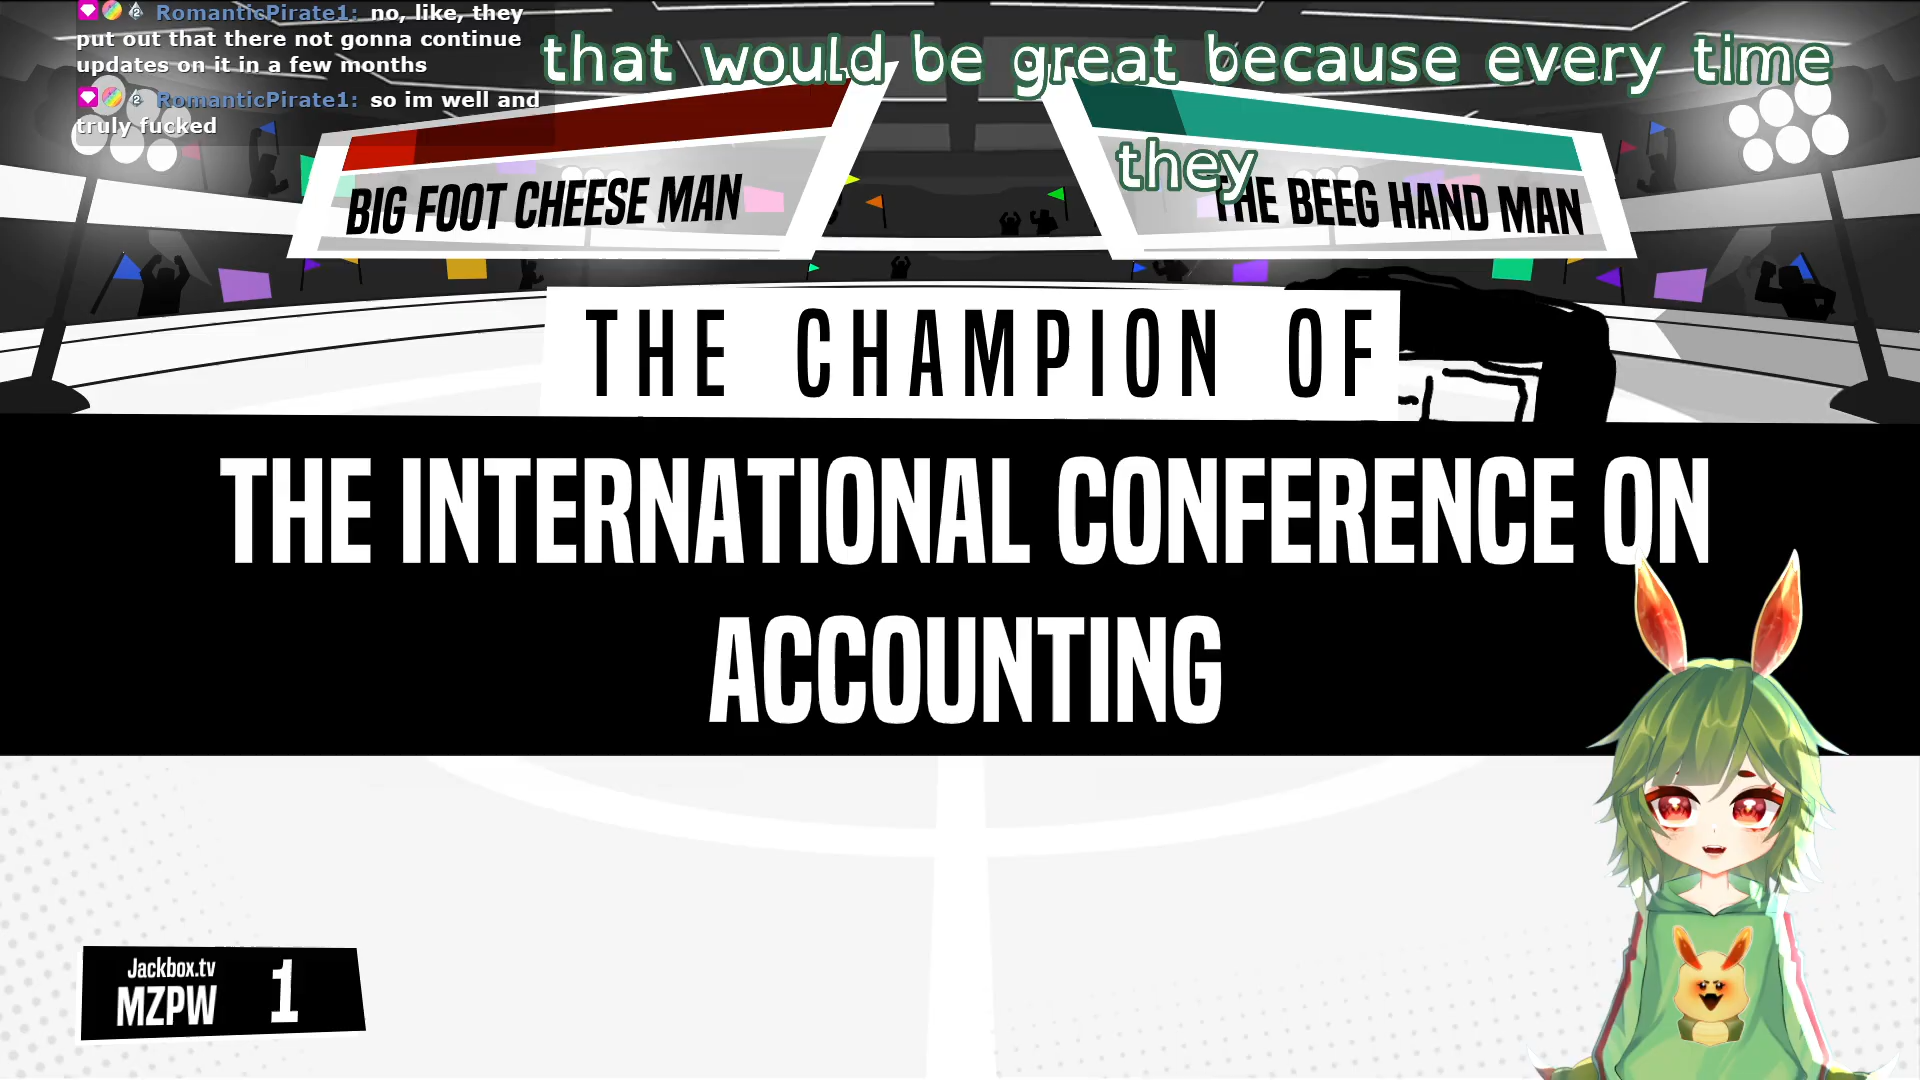 RomanticPirate1: no, like, they
put out that there not gonna continue
updates on it in a few months
RomanticPirate1: so im well and
truly fucked
that would be great because every time
they
BIG FOOT CHEESE MAN
THE BEEG HAND MAN
THE CHAMPION OF
THE INTERNATIONAL CONFERENCE ON
ACCOUNTING
Jackbox.tv
MZPW
1